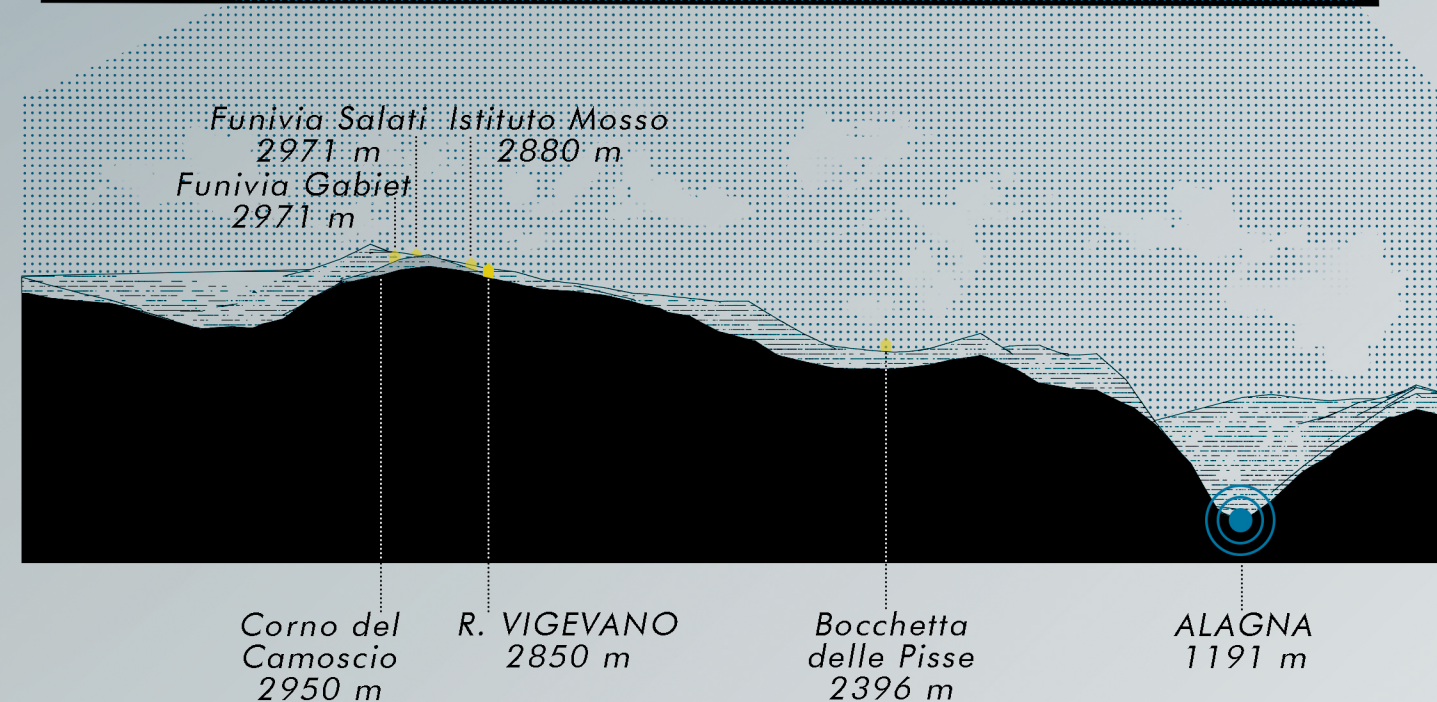 Funivia Salati
2971 m
Istituto Mosso
2880 m
Funivia Gabiet
2971 m
Corno del
Camoscio
2950 m
R. VIGEVANO
2850 m
Bocchetta
delle Pisse
2396 m
ALAGNA
1191 m